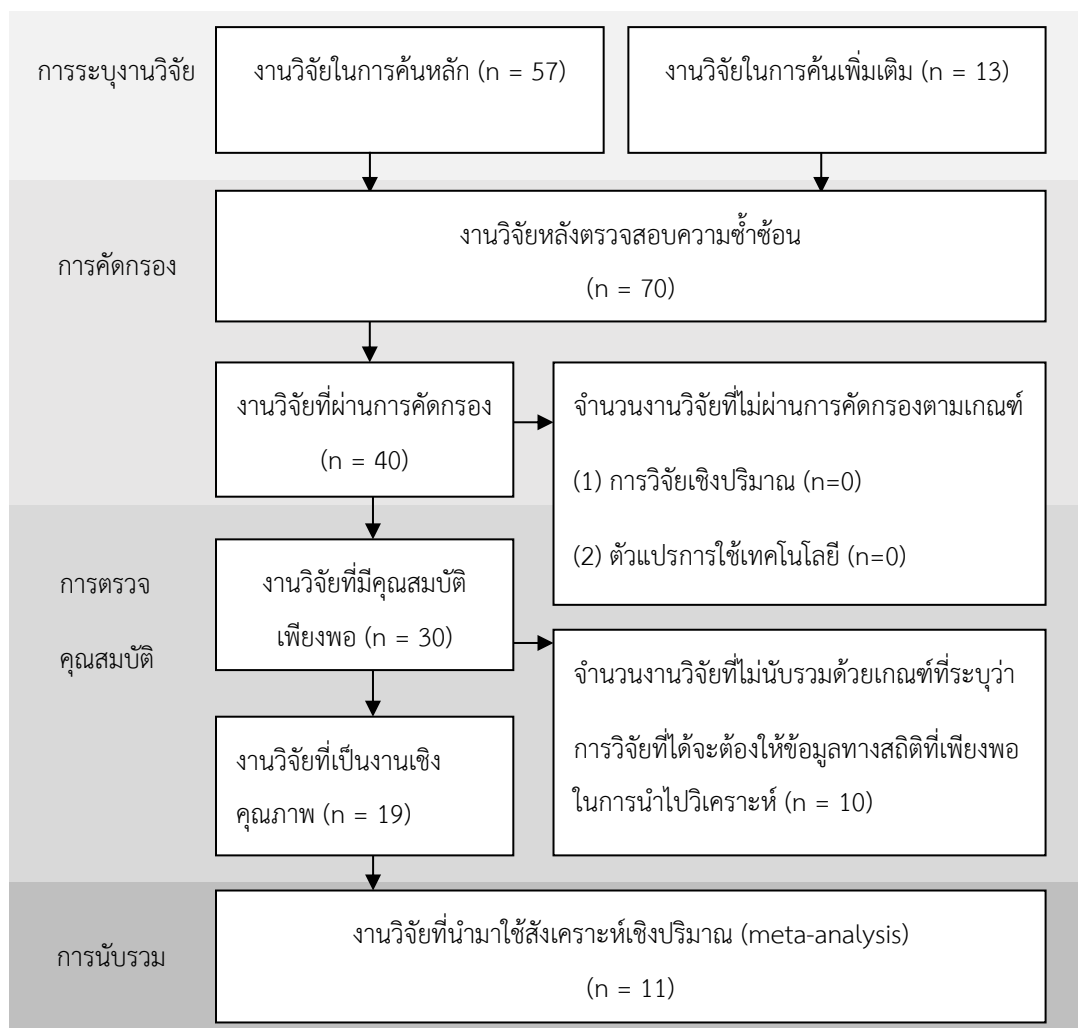 การระบุงานวิจัย
งานวิจัยในการค้นหลัก (n = 57)
งานวิจัยในการค้นเพิ่มเติม (n = 13)
การคัดกรอง
งานวิจัยหลังตรวจสอบความซ้ำซ้อน
(n = 70)
งานวิจัยที่ผ่านการคัดกรอง
(n = 40)
จำนวนงานวิจัยที่ไม่ผ่านการคัดกรองตามเกณฑ์
(1) การวิจัยเชิงปริมาณ (n=0)
(2) ตัวแปรการใช้เทคโนโลยี (n=0)
การตรวจ
คุณสมบัติ
งานวิจัยที่มีคุณสมบัติ
เพียงพอ (n = 30)
จำนวนงานวิจัยที่ไม่นับรวมด้วยเกณฑ์ที่ระบุว่า
การวิจัยที่ได้จะต้องให้ข้อมูลทางสถิติที่เพียงพอ
ในการนำไปวิเคราะห์ (n = 10)
งานวิจัยที่เป็นงานเชิง
คุณภาพ (n = 19)
การนับรวม
งานวิจัยที่นำมาใช้สังเคราะห์เชิงปริมาณ (meta-analysis)
(n = 11)